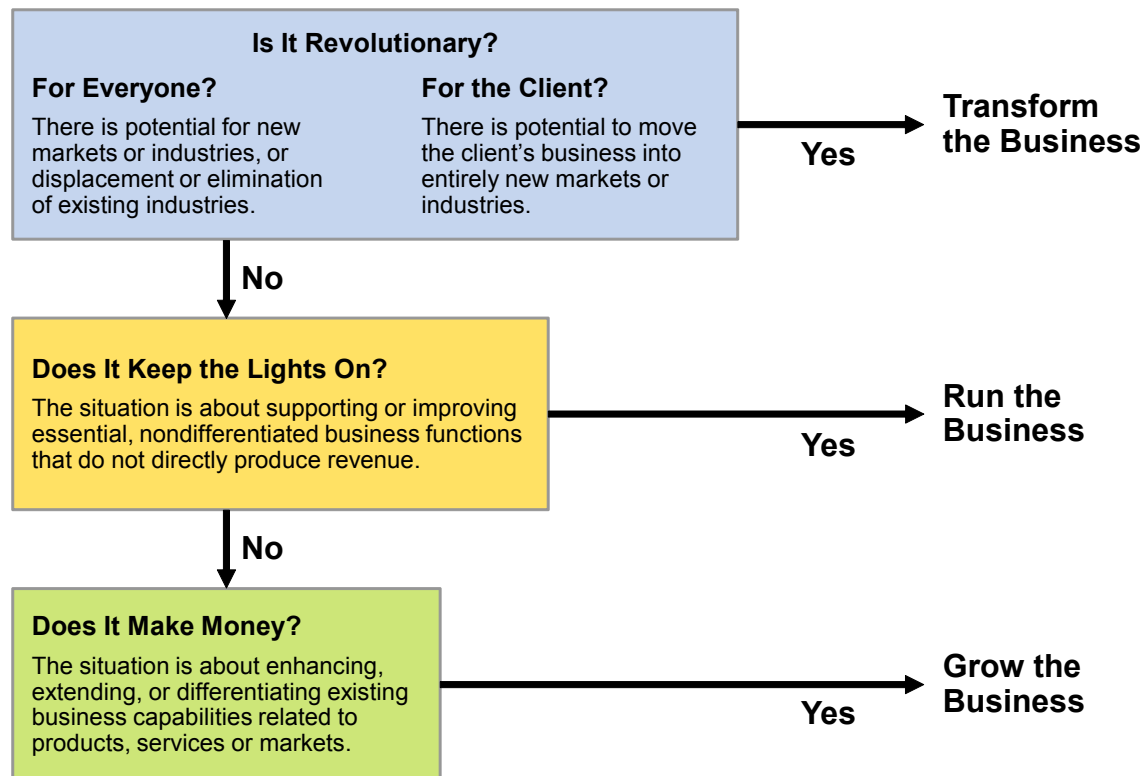 Is It Revolutionary?
For Everyone?
There is potential for new
markets or industries, or
displacement or elimination
of existing industries.
For the Client?
There is potential to move
the client's business into
entirely new markets or
industries.
Yes
Transform
the Business
No
Does It Keep the Lights On?
The situation is about supporting or improving
essential, nondifferentiated business functions
that do not directly produce revenue.
Yes
Run the
Business
No
Does It Make Money?
The situation is about enhancing,
extending, or differentiating existing
business capabilities related to
products, services or markets.
Yes
Grow the
Business